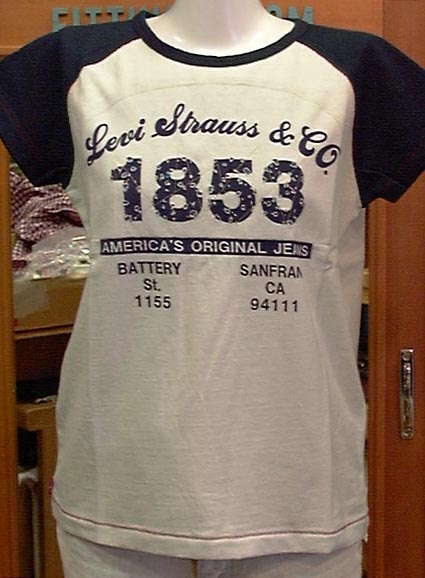 Levi Strauss & CO.
1853
AMERICA'S ORIGINAL JEANS
BATTERY SANFRAN
St. CA
1155 94111